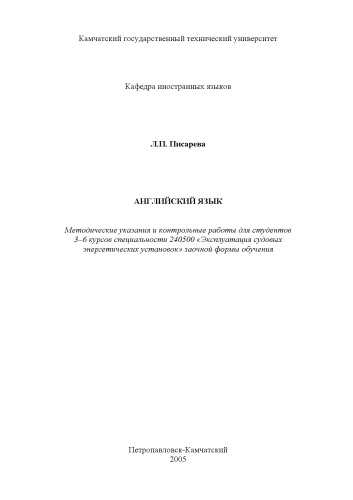 Камчатский государственный технический университет
Кафедра иностранных языков
Л.П. Писарева
АНГЛИЙСКИЙ ЯЗЫК
Методические указания и контрольные работы для студентов
3–6 курсов специальности 240500 «Эксплуатация судовых
энергетических установок» заочной формы обучения
Петропавловск-Камчатский
2005